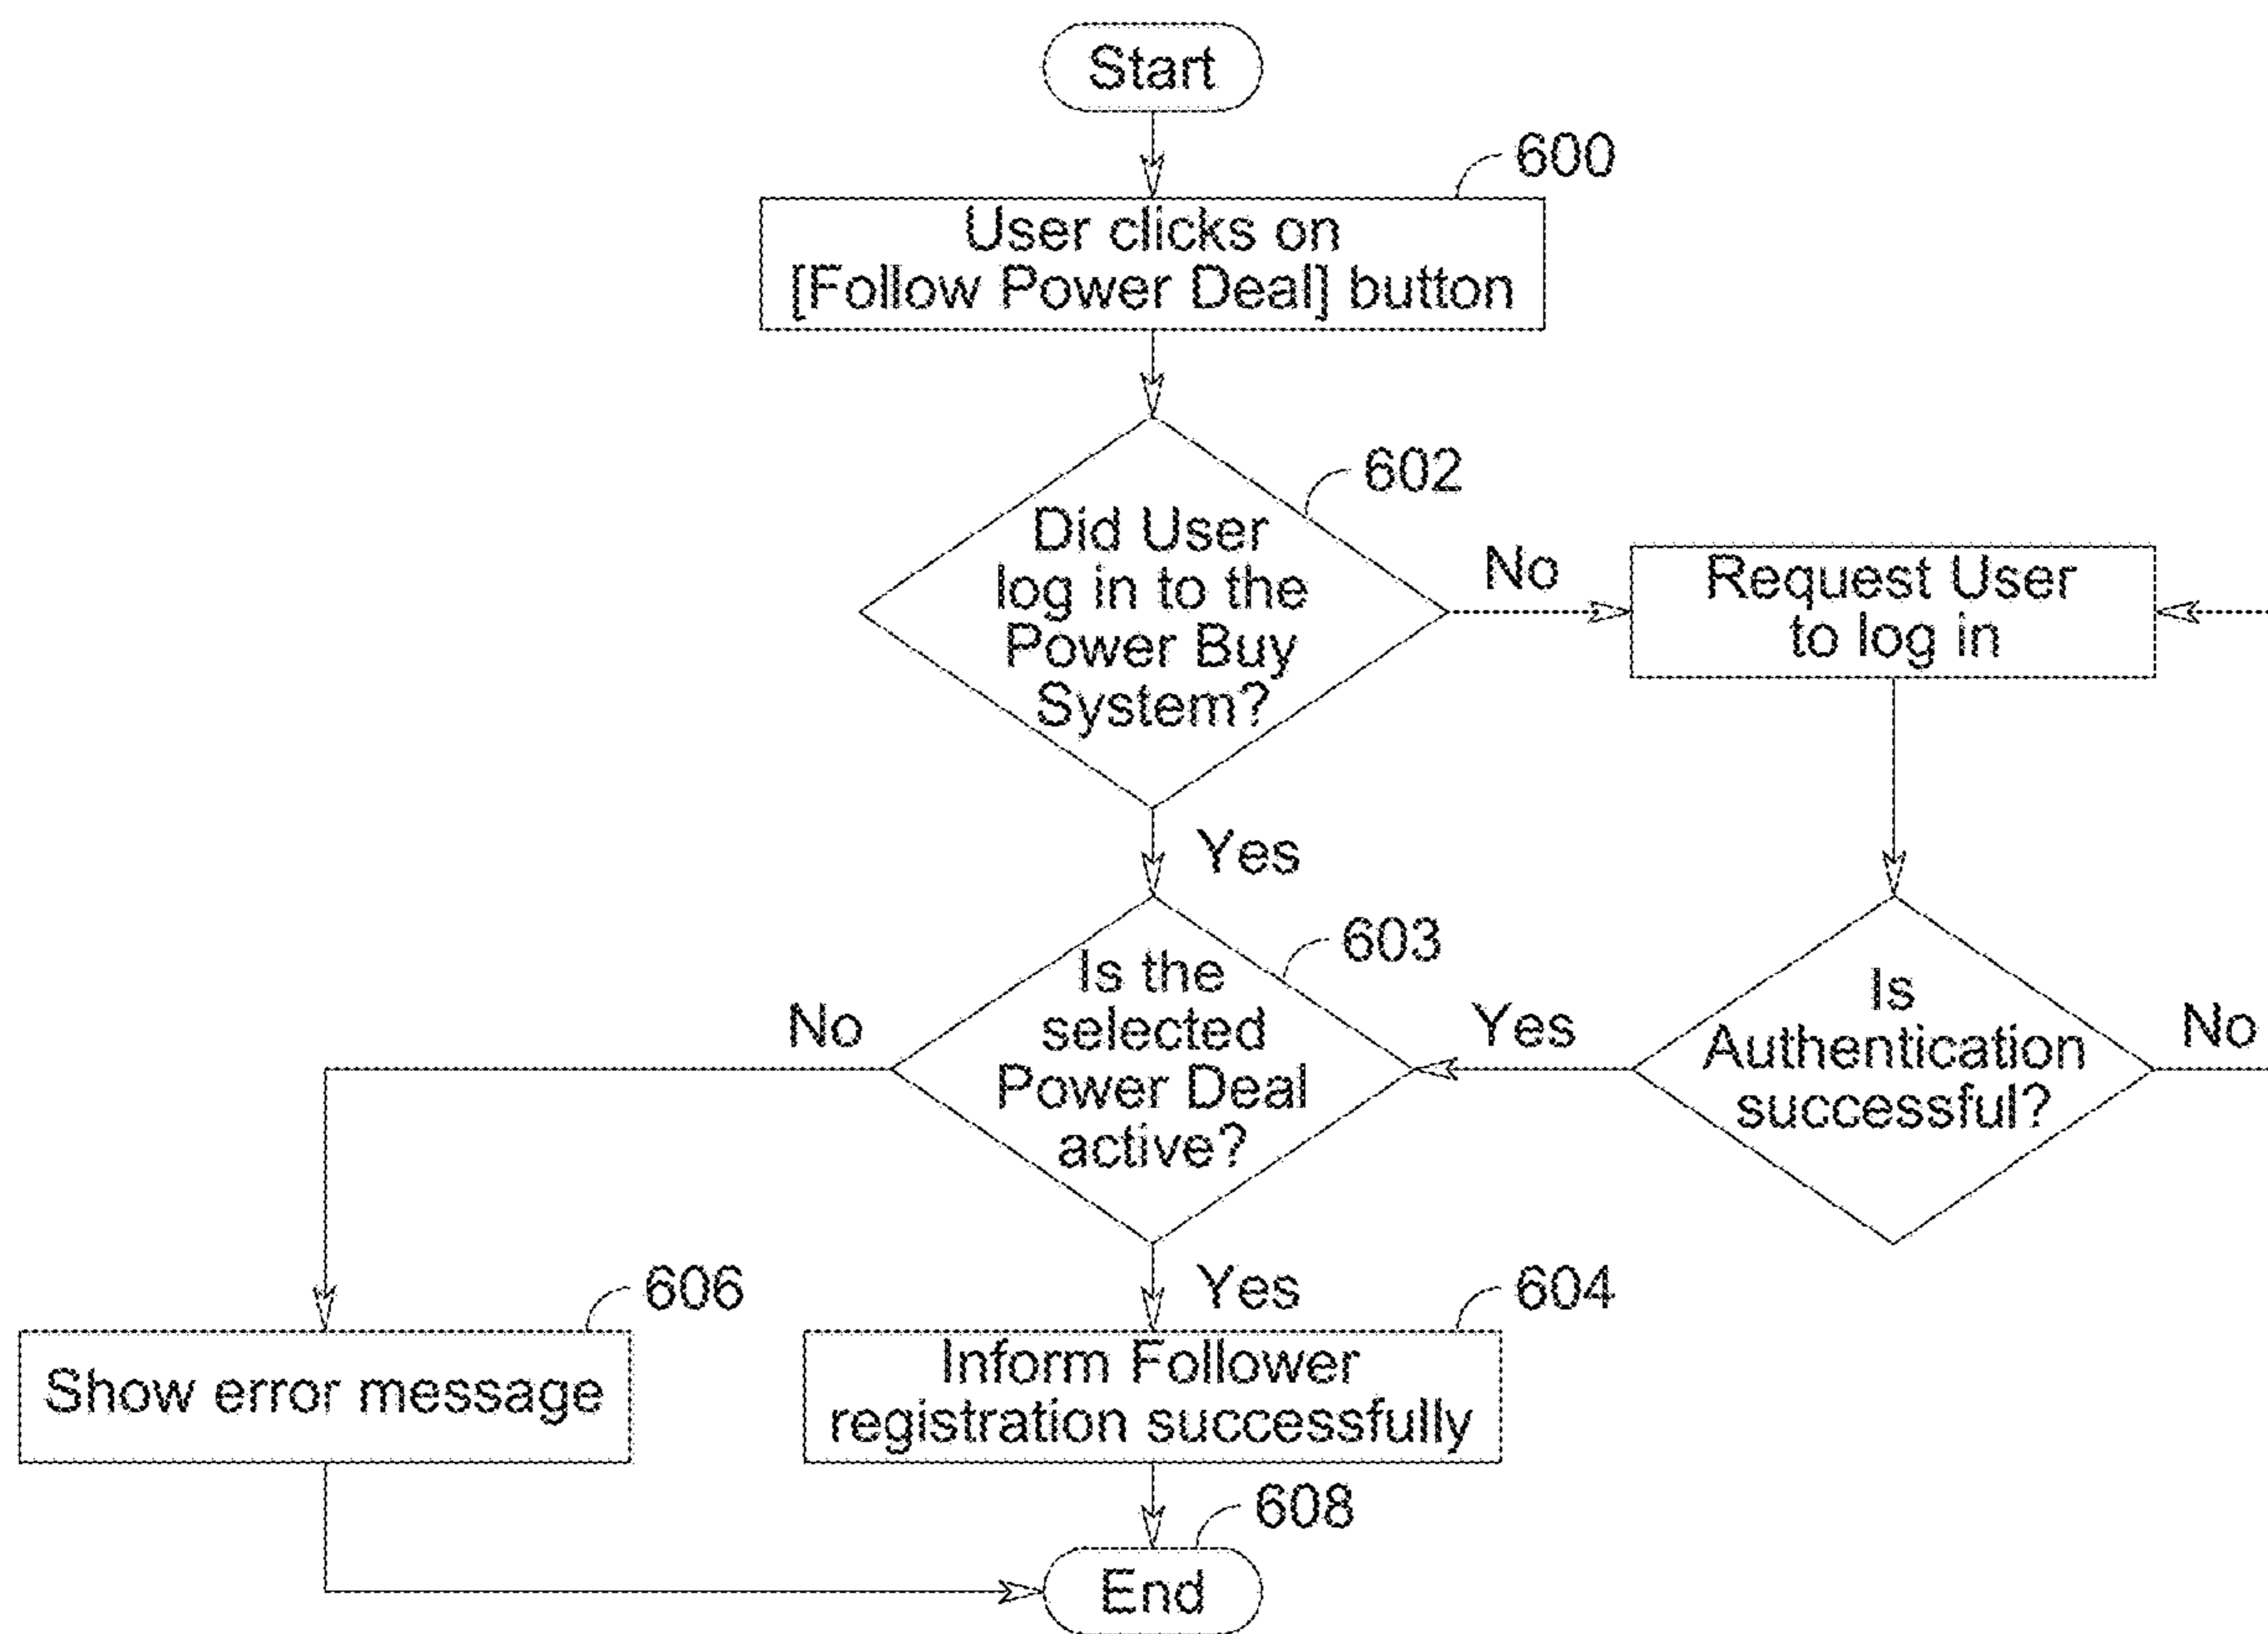 Start
600
User clicks on
[Follow Power Deal] button
602
Did User
log in to the
Power Buy
System?
No
Request User
to log in
Yes
603
Is the
selected
Power Deal
active?
No
Yes
Is
Authentication
successful?
No
606
Show error message
Yes
604
Inform Follower
registration successfully
608
End